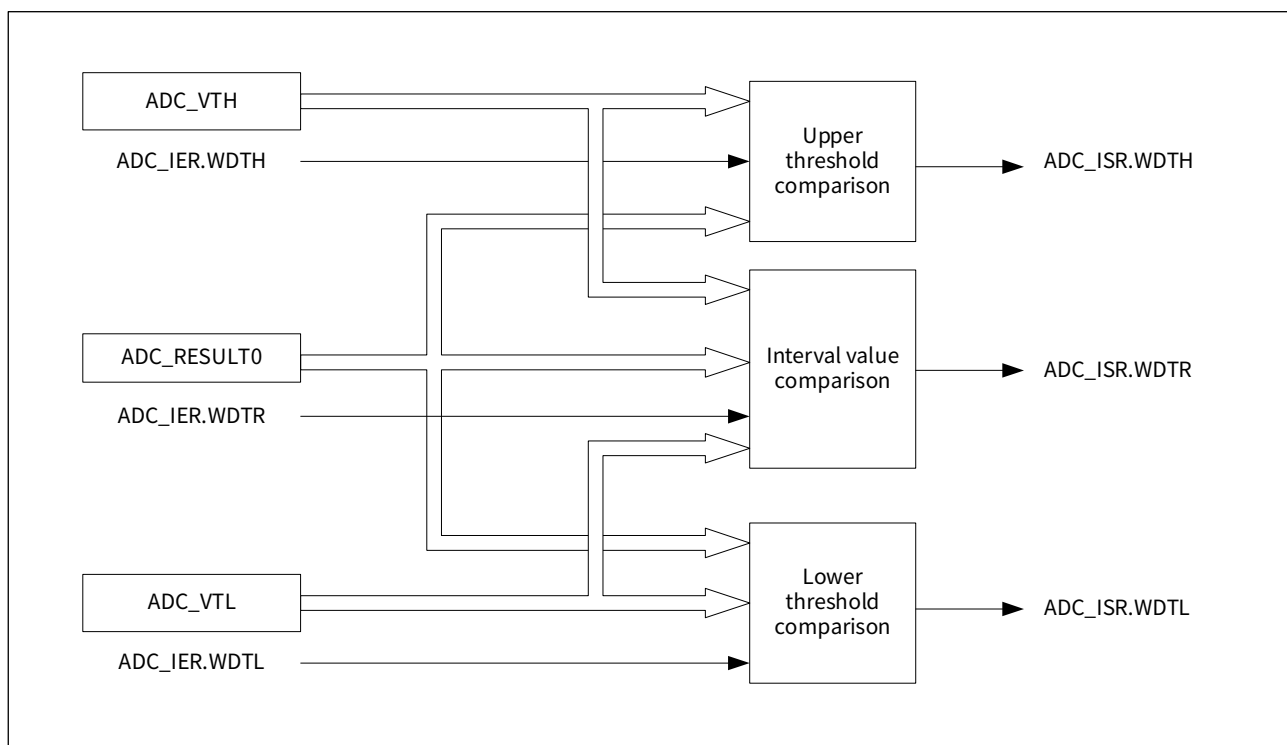 ADC_VTH
ADC_IER.WDTH
Upper
threshold
comparison
ADC_ISR.WDTH
ADC_RESULT0
ADC_IER.WDTR
Interval value
comparison
ADC_ISR.WDTR
ADC_VTL
ADC_IER.WDTL
Lower
threshold
comparison
ADC_ISR.WDTL